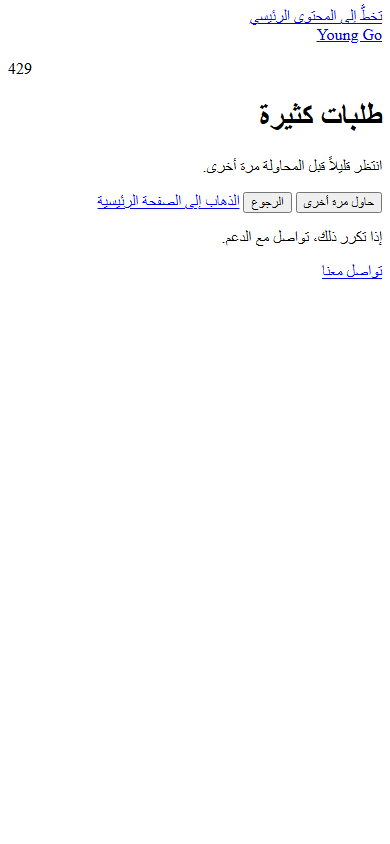 تخطَّ إلى المحتوى الرئيسي
Young Go
429
طلبات كثيرة
انتظر قليلاً قبل المحاولة مرة أخرى.
حاول مرة أخرى الرجوع الذهاب إلى الصفحة الرئيسية
إذا تكرر ذلك، تواصل مع الدعم.
تواصل معنا